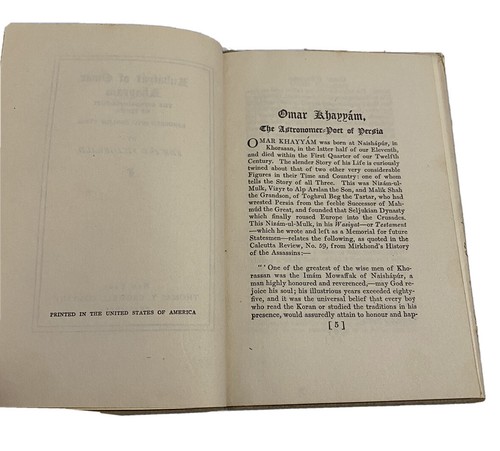 PRINTED IN THE UNITED STATES OF AMERICA
Omar Khayyám,
The Astronomer-Poet of Persia
OMAR KHAYYÁM was born at Naishápúr, in
Khorasan, in the latter half of our Eleventh,
and died within the First Quarter of our Twelfth
Century. The slender Story of his Life is curiously
twined about that of two other very considerable
Figures in their Time and Country: one of whom
tells the Story of all Three. This was Nizám-ul-
Mulk, Vizyr to Alp Arslan the Son, and Malik Shah
the Grandson, of Toghrul Beg the Tartar, who had
wrested Persia from the feeble Successor of Mah-
múd the Great, and founded that Seljukian Dynasty
which finally roused Europe into the Crusades.
This Nizám-ul-Mulk, in his Wasiyat—or Testament
—which he wrote and left as a Memorial for future
Statesmen—relates the following, as quoted in the
Calcutta Review, No. 59, from Mirkhond's History
of the Assassins:—
"'One of the greatest of the wise men of Kho-
rassan was the Imám Mowaffak of Naishápúr, a
man highly honoured and reverenced,—may God re-
joice his soul; his illustrious years exceeded eighty-
five, and it was the universal belief that every boy
who read the Koran or studied the traditions in his
presence, would assuredly attain to honour and hap-
[ 5 ]